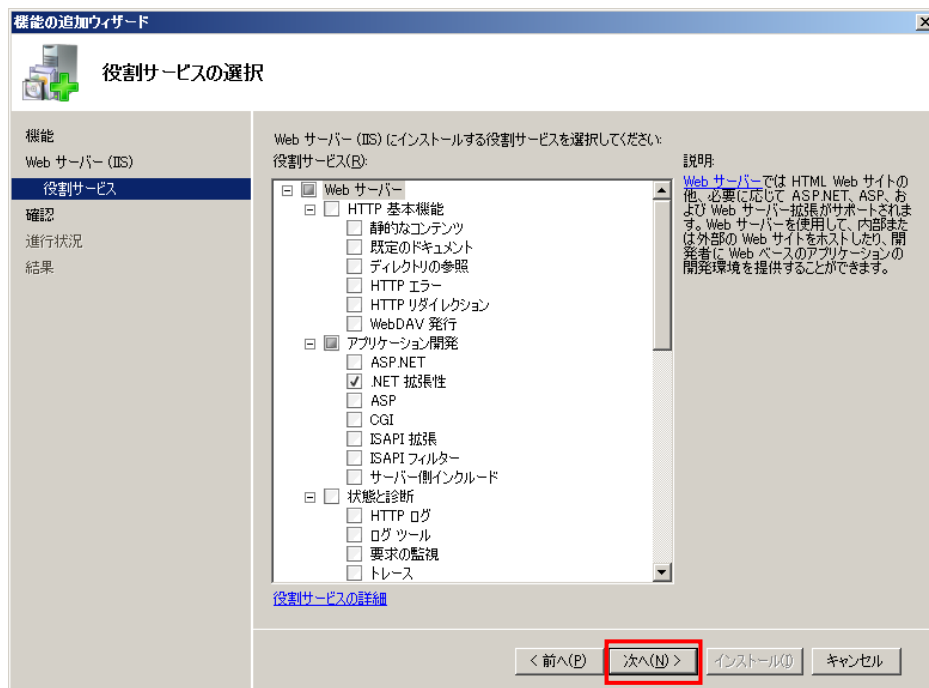 機能の追加ウィザード
役割サービスの選択
機能
Web サーバー (IIS)
役割サービス
確認
進行状況
結果
Web サーバー (IIS) にインストールする役割サービスを選択してください:
役割サービス(R):
Web サーバー
HTTP 基本機能
静的なコンテンツ
既定のドキュメント
ディレクトリの参照
HTTP エラー
HTTP リダイレクション
WebDAV 発行
アプリケーション開発
ASP.NET
.NET 拡張性
ASP
CGI
ISAPI 拡張
ISAPI フィルター
サーバー側インクルード
状態と診断
HTTP ログ
ログ ツール
要求の監視
トレース
役割サービスの詳細
説明:
Web サーバーでは HTML Web サイトの
他、必要に応じて ASP.NET、ASP、お
よび Web サーバー拡張がサポートされま
す。Web サーバーを使用して、内部また
は外部の Web サイトをホストしたり、開
発者に Web ベースのアプリケーションの
開発環境を提供することができます。
< 前へ(P)
次へ(N) >
インストール(I)
キャンセル